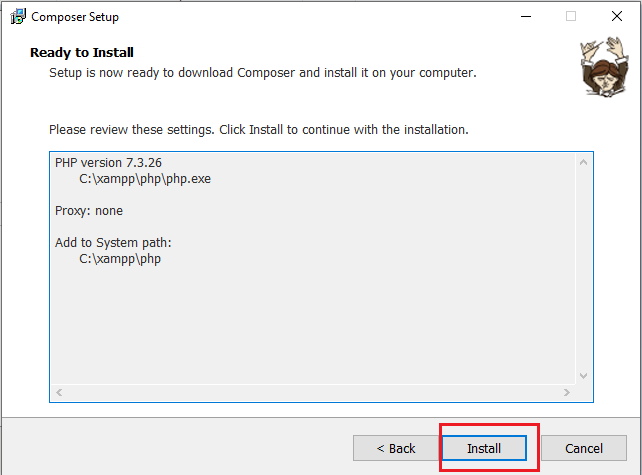 Composer Setup
Ready to Install
Setup is now ready to download Composer and install it on your computer.
Please review these settings. Click Install to continue with the installation.
PHP version 7.3.26
C:\xampp\php\php.exe
Proxy: none
Add to System path:
C:\xampp\php
< Back
Install
Cancel